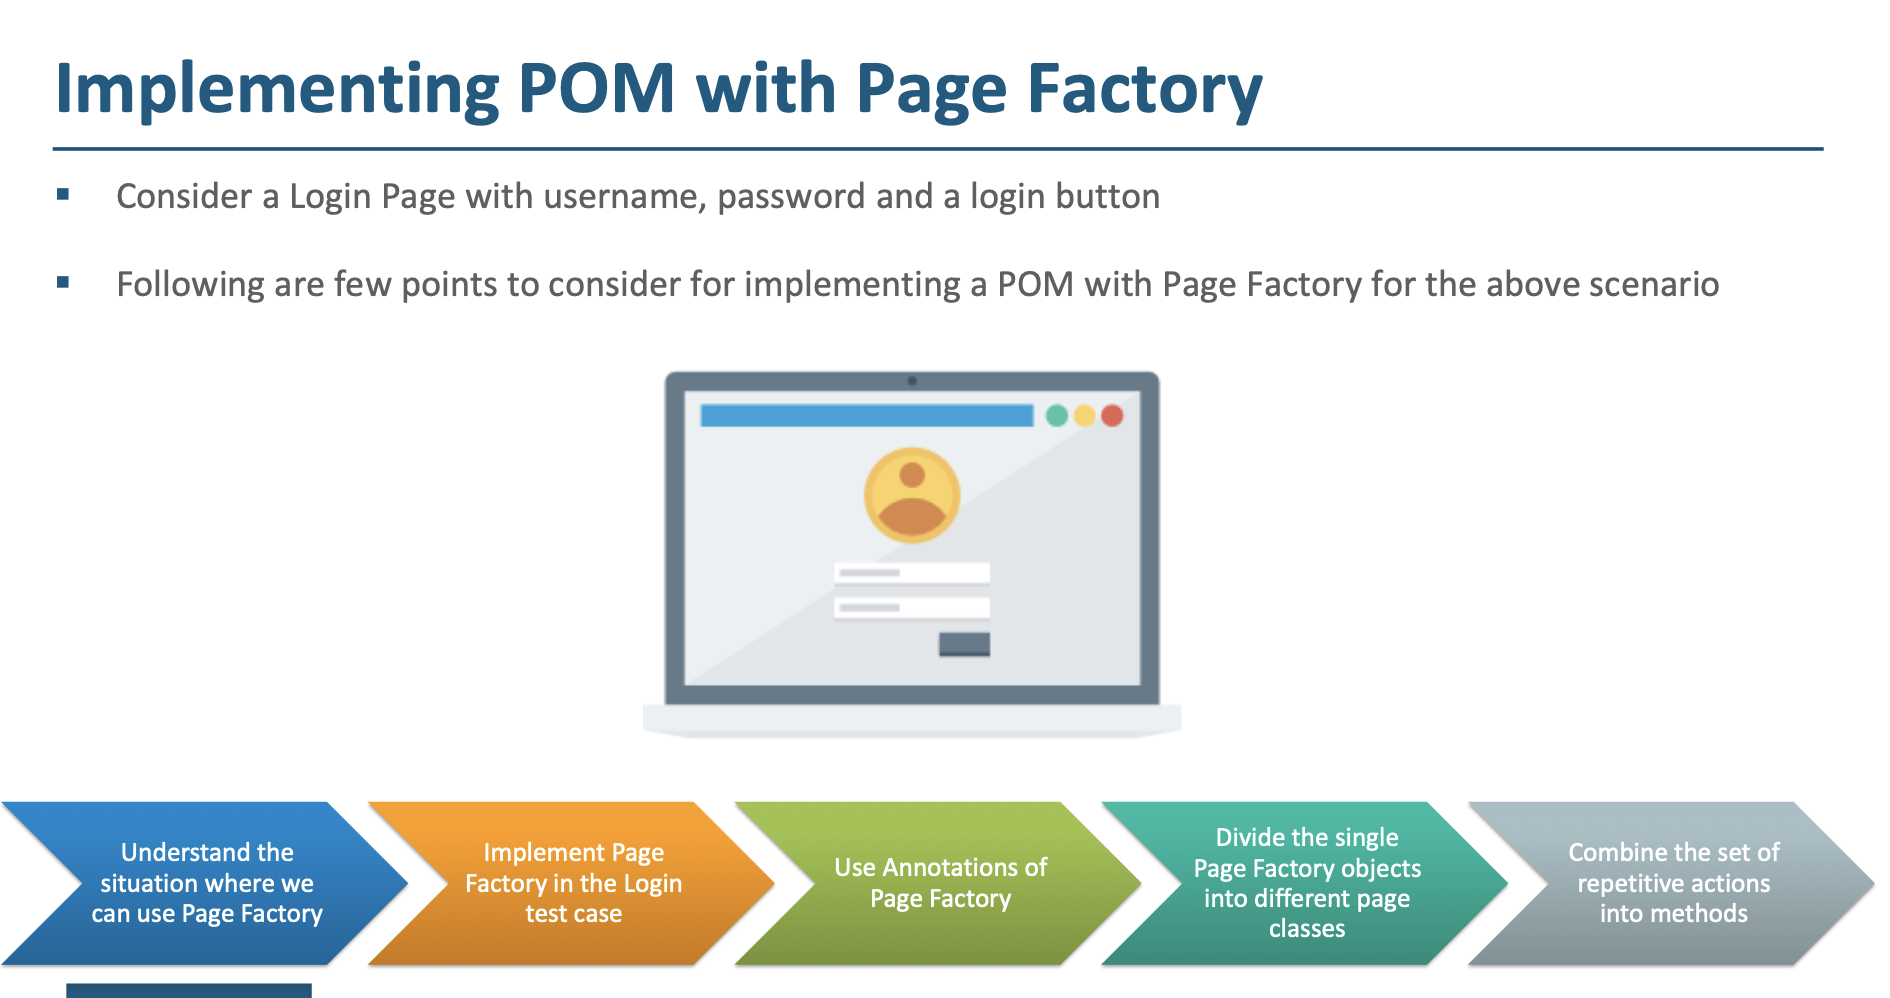 Implementing POM with Page Factory
Consider a Login Page with username, password and a login button
Following are few points to consider for implementing a POM with Page Factory for the above scenario
Understand the
situation where we
can use Page Factory
Implement Page
Factory in the Login
test case
Use Annotations of
Page Factory
Divide the single
Page Factory objects
into different page
classes
Combine the set of
repetitive actions
into methods